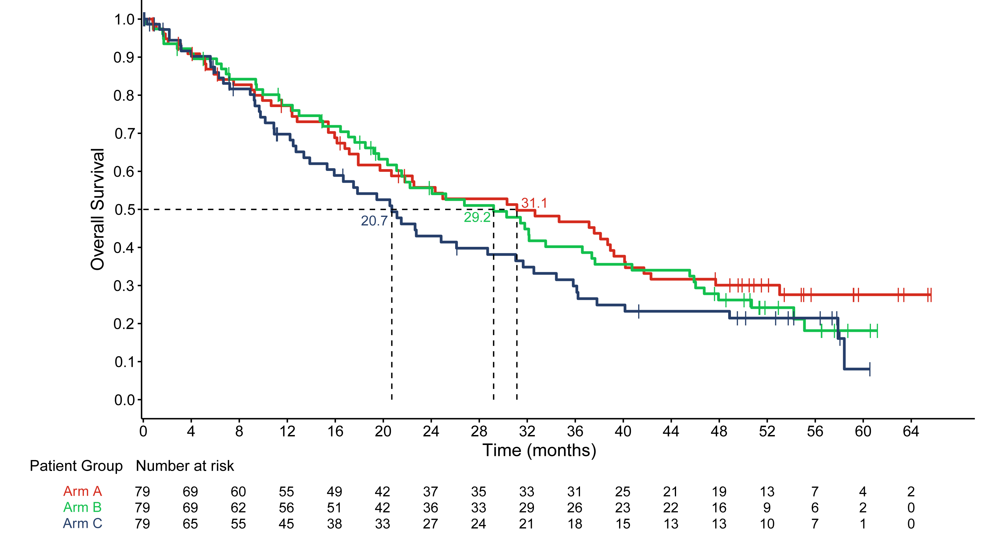 1.0
0.9
0.8
0.7
0.6
0.5
0.4
0.3
0.2
0.1
0.0
Overall Survival
31.1
29.2
20.7
0 4 8 12 16 20 24 28 32 36 40 44 48 52 56 60 64
Time (months)
Patient Group Number at risk
Arm A 79 69 60 55 49 42 37 35 33 31 25 21 19 13 7 4 2
Arm B 79 69 62 56 51 42 36 33 29 26 23 22 16 9 6 2 0
Arm C 79 65 55 45 38 33 27 24 21 18 15 13 13 10 7 1 0